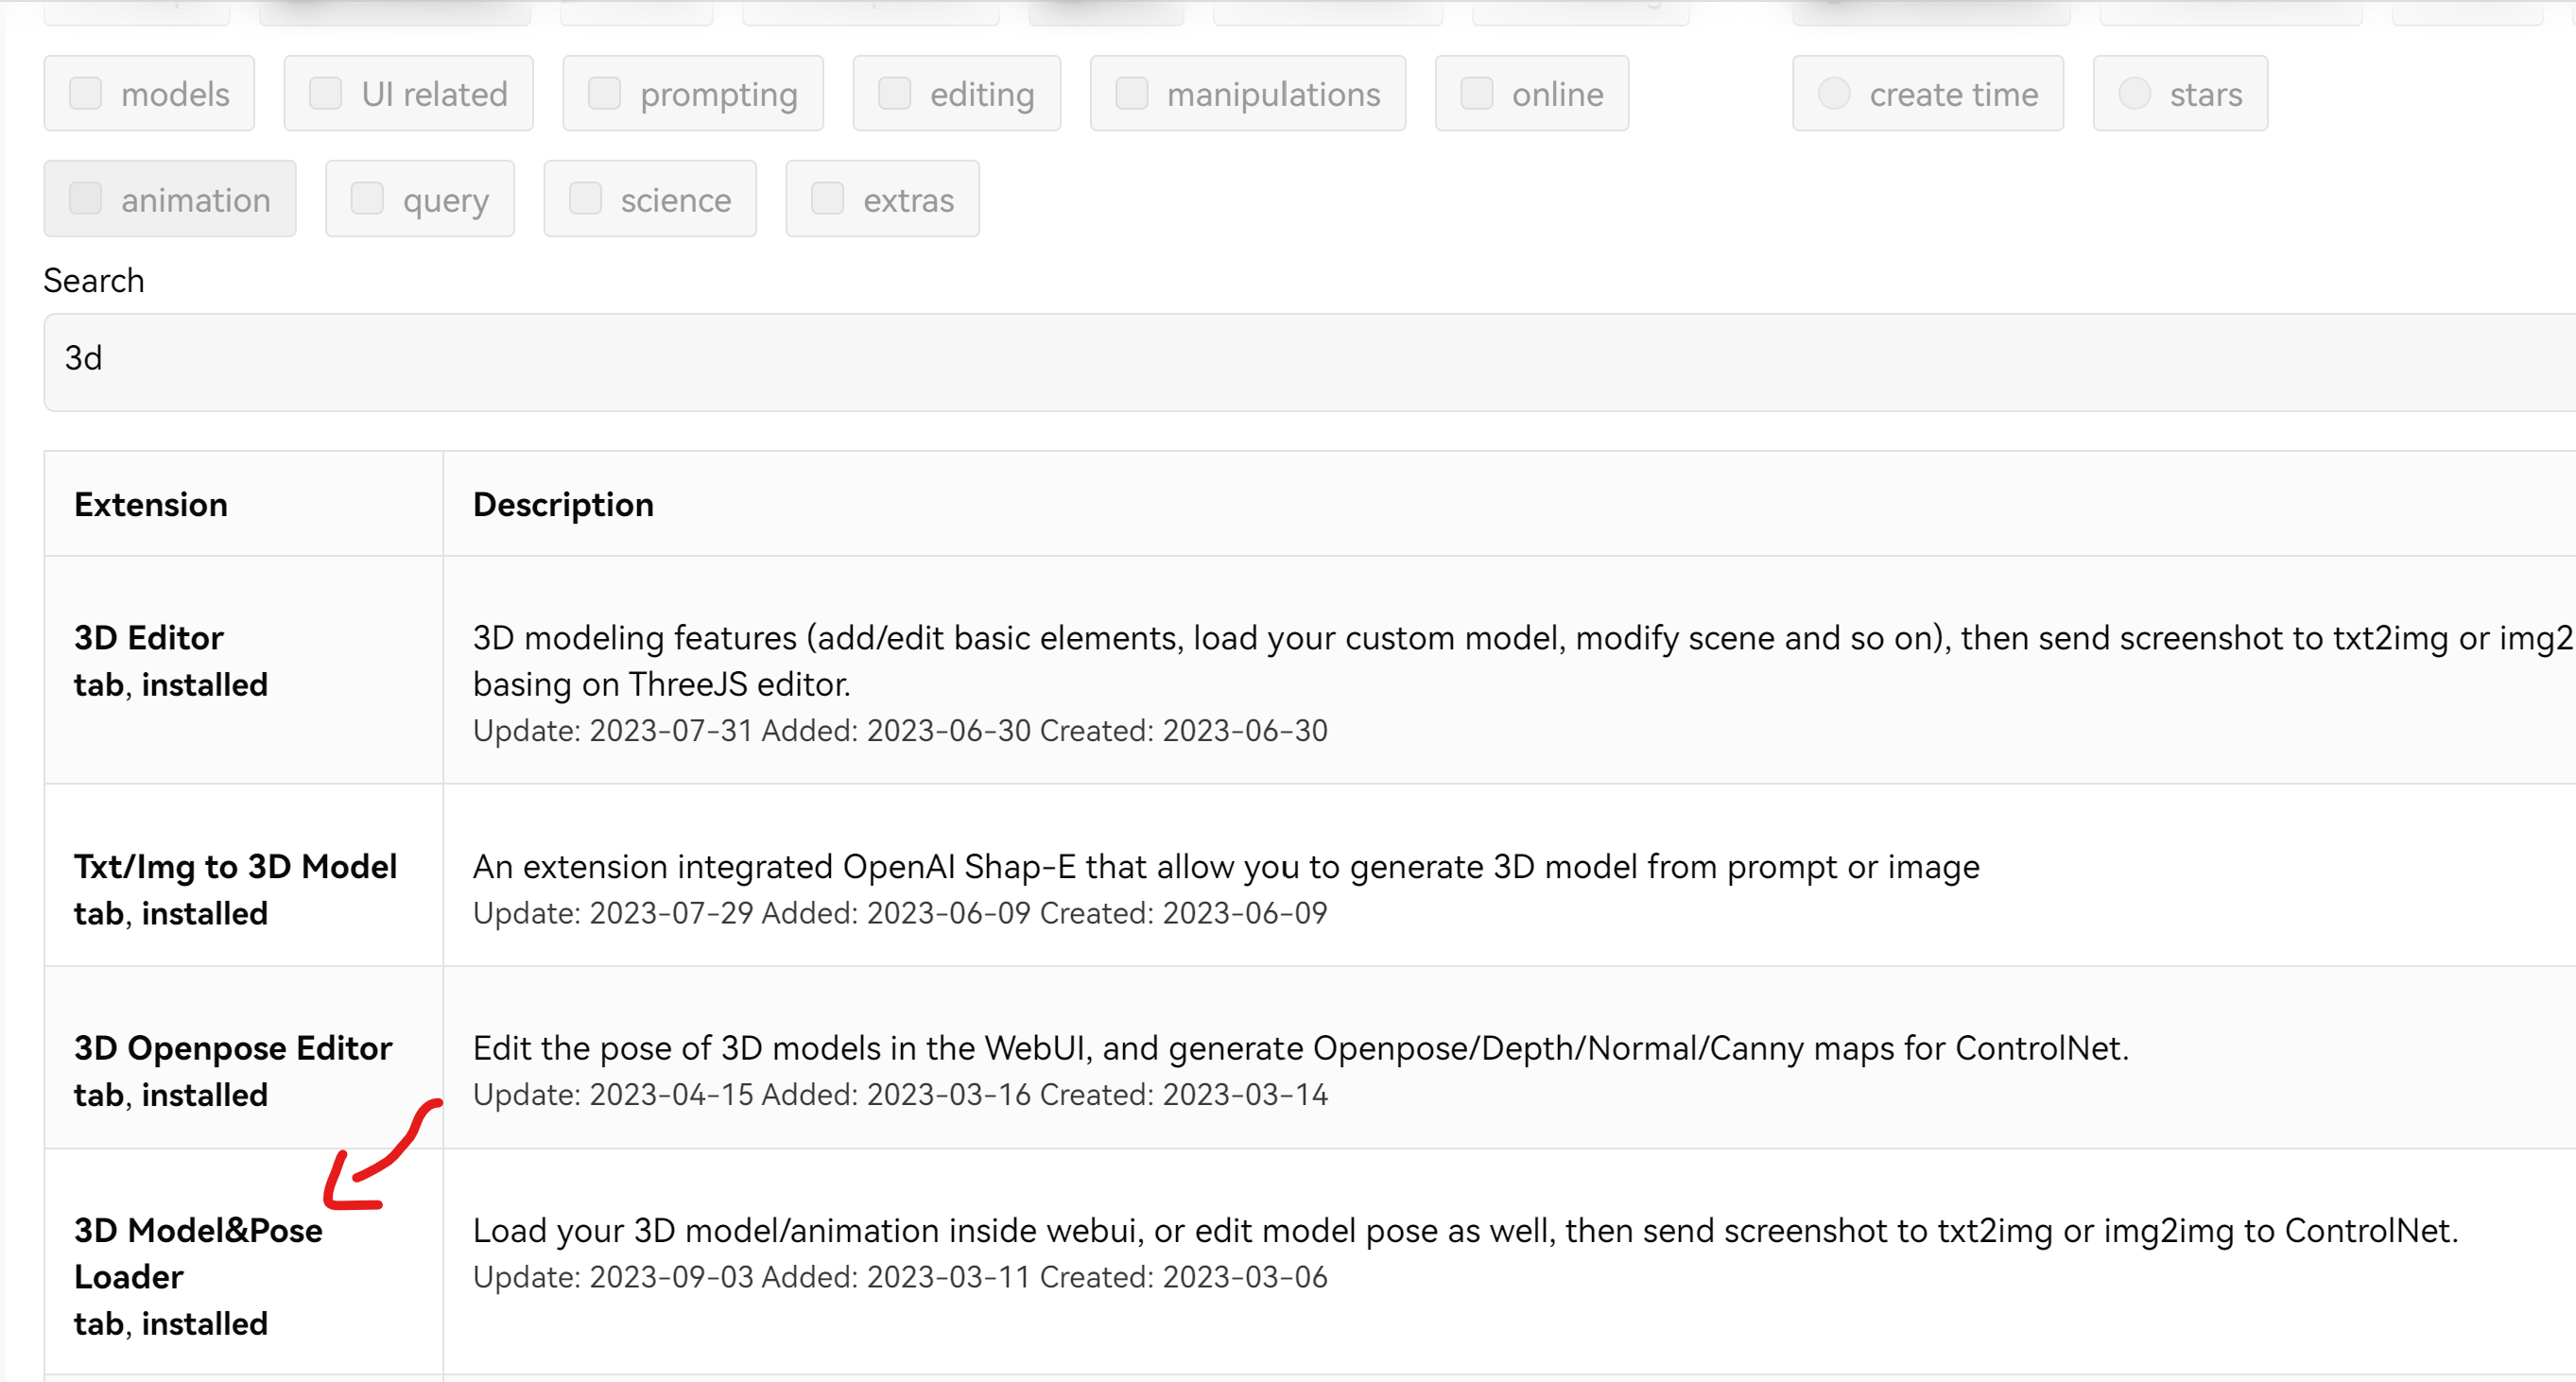 models UI related prompting editing manipulations online create time stars
animation query science extras
Search
3d
Extension Description
3D Editor
tab, installed
3D modeling features (add/edit basic elements, load your custom model, modify scene and so on), then send screenshot to txt2img or img2
basing on ThreeJS editor.
Update: 2023-07-31 Added: 2023-06-30 Created: 2023-06-30
Txt/Img to 3D Model
tab, installed
An extension integrated OpenAI Shap-E that allow you to generate 3D model from prompt or image
Update: 2023-07-29 Added: 2023-06-09 Created: 2023-06-09
3D Openpose Editor
tab, installed
Edit the pose of 3D models in the WebUI, and generate Openpose/Depth/Normal/Canny maps for ControlNet.
Update: 2023-04-15 Added: 2023-03-16 Created: 2023-03-14
3D Model&Pose
Loader
tab, installed
Load your 3D model/animation inside webui, or edit model pose as well, then send screenshot to txt2img or img2img to ControlNet.
Update: 2023-09-03 Added: 2023-03-11 Created: 2023-03-06